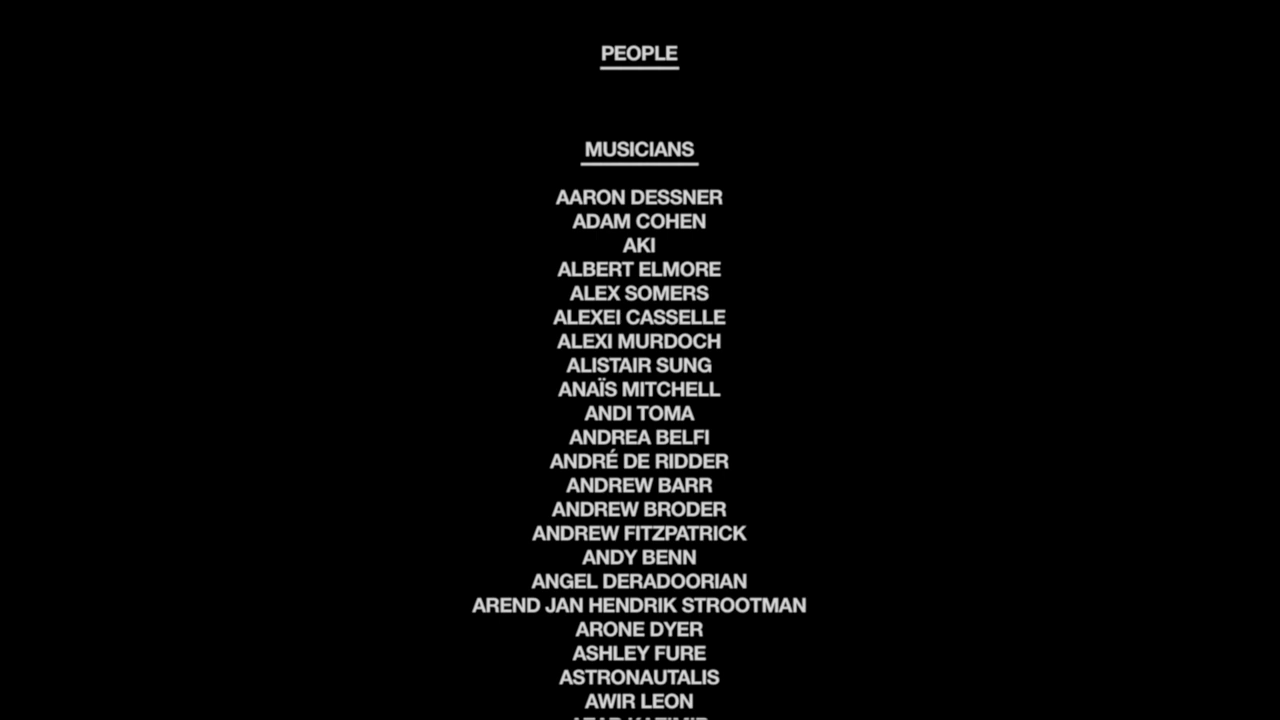 PEOPLE
MUSICIANS
AARON DESSNER
ADAM COHEN
AKI
ALBERT ELMORE
ALEX SOMERS
ALEXEI CASSELLE
ALEXI MURDOCH
ALISTAIR SUNG
ANAÏS MITCHELL
ANDI TOMA
ANDREA BELFI
ANDRÉ DE RIDDER
ANDREW BARR
ANDREW BRODER
ANDREW FITZPATRICK
ANDY BENN
ANGEL DERADOORIAN
AREND JAN HENDRIK STROOTMAN
ARONE DYER
ASHLEY FURE
ASTRONAUTALIS
AWIR LEON